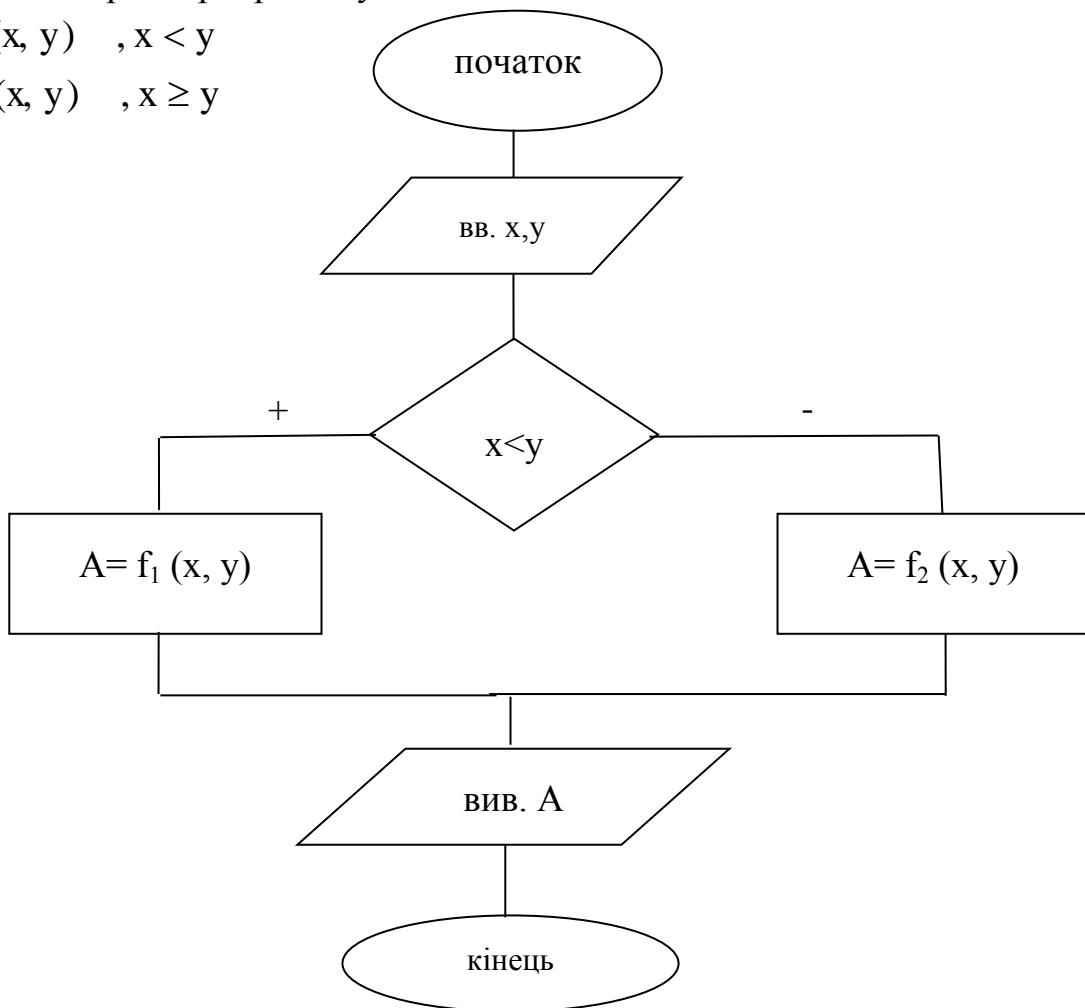 (x, y) , x < y
(x, y) , x ≥ y
початок
вв. x,y
+
-
x<y
A= f₁ (x, y)
A= f₂ (x, y)
вив. А
кінець